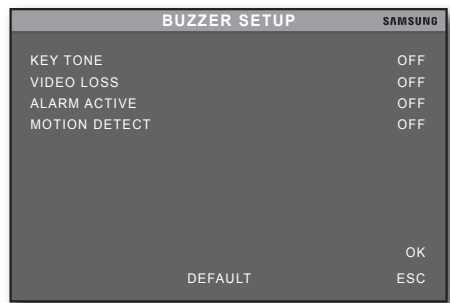 BUZZER SETUP SAMSUNG
KEY TONE OFF
VIDEO LOSS OFF
ALARM ACTIVE OFF
MOTION DETECT OFF
OK
DEFAULT ESC